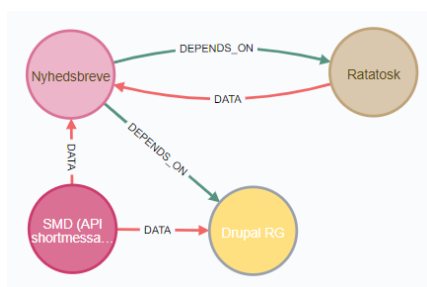 DEPENDS_ON
Nyhedsbreve
Ratatosk
DATA
DEPENDS_ON
DATA
SMD (API
shortmessa...
DATA
Drupal RG